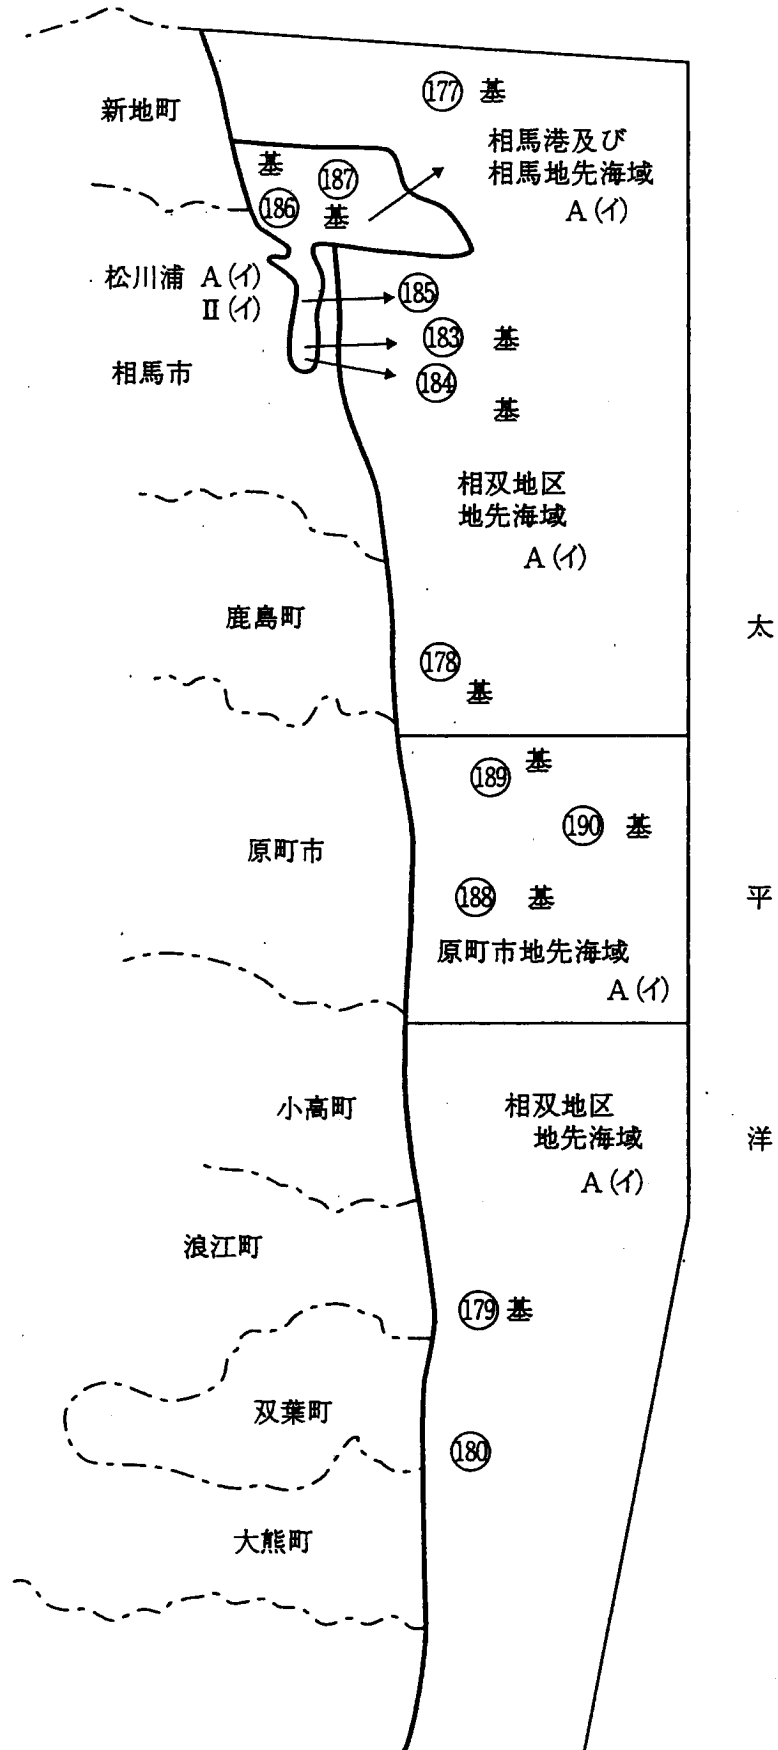 新地町
177 基
相馬港及び
相馬地先海域
A(イ)
基
187
186
基
松川浦 A(イ)
II(イ)
185
183 基
184
基
相馬市
相双地区
地先海域
A(イ)
鹿島町
178
基
太
189
基
190 基
原町市
188 基
平
原町市地先海域
A(イ)
小高町
相双地区
地先海域
A(イ)
洋
浪江町
179 基
双葉町
180
大熊町